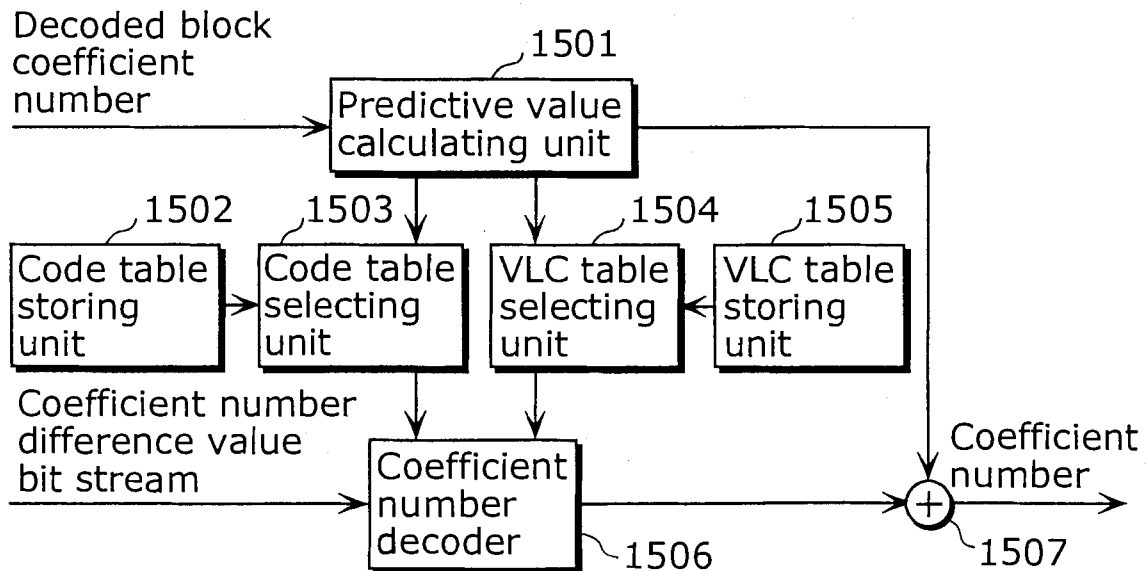 Decoded block
coefficient
number
1501
Predictive value
calculating unit
1502
1503
1504
1505
Code table
storing
unit
Code table
selecting
unit
VLC table
selecting
unit
VLC table
storing
unit
Coefficient number
difference value
bit stream
Coefficient
number
decoder
1506
Coefficient
number
+
1507